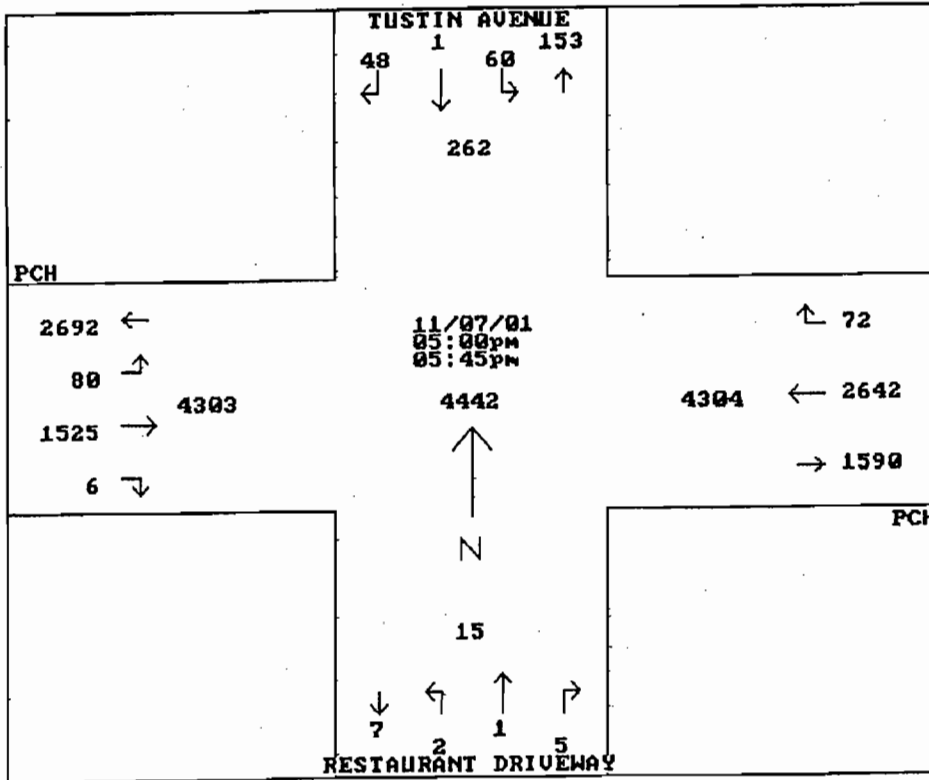 TUSTIN AVENUE
48 1 60 153
262
PCH
2692
80
4303
1525
6
11/07/01
05:00pm
05:45pm
4442
72
4304 2642
1590
PCH
N
15
7 2 1 5
RESTAURANT DRIVEWAY